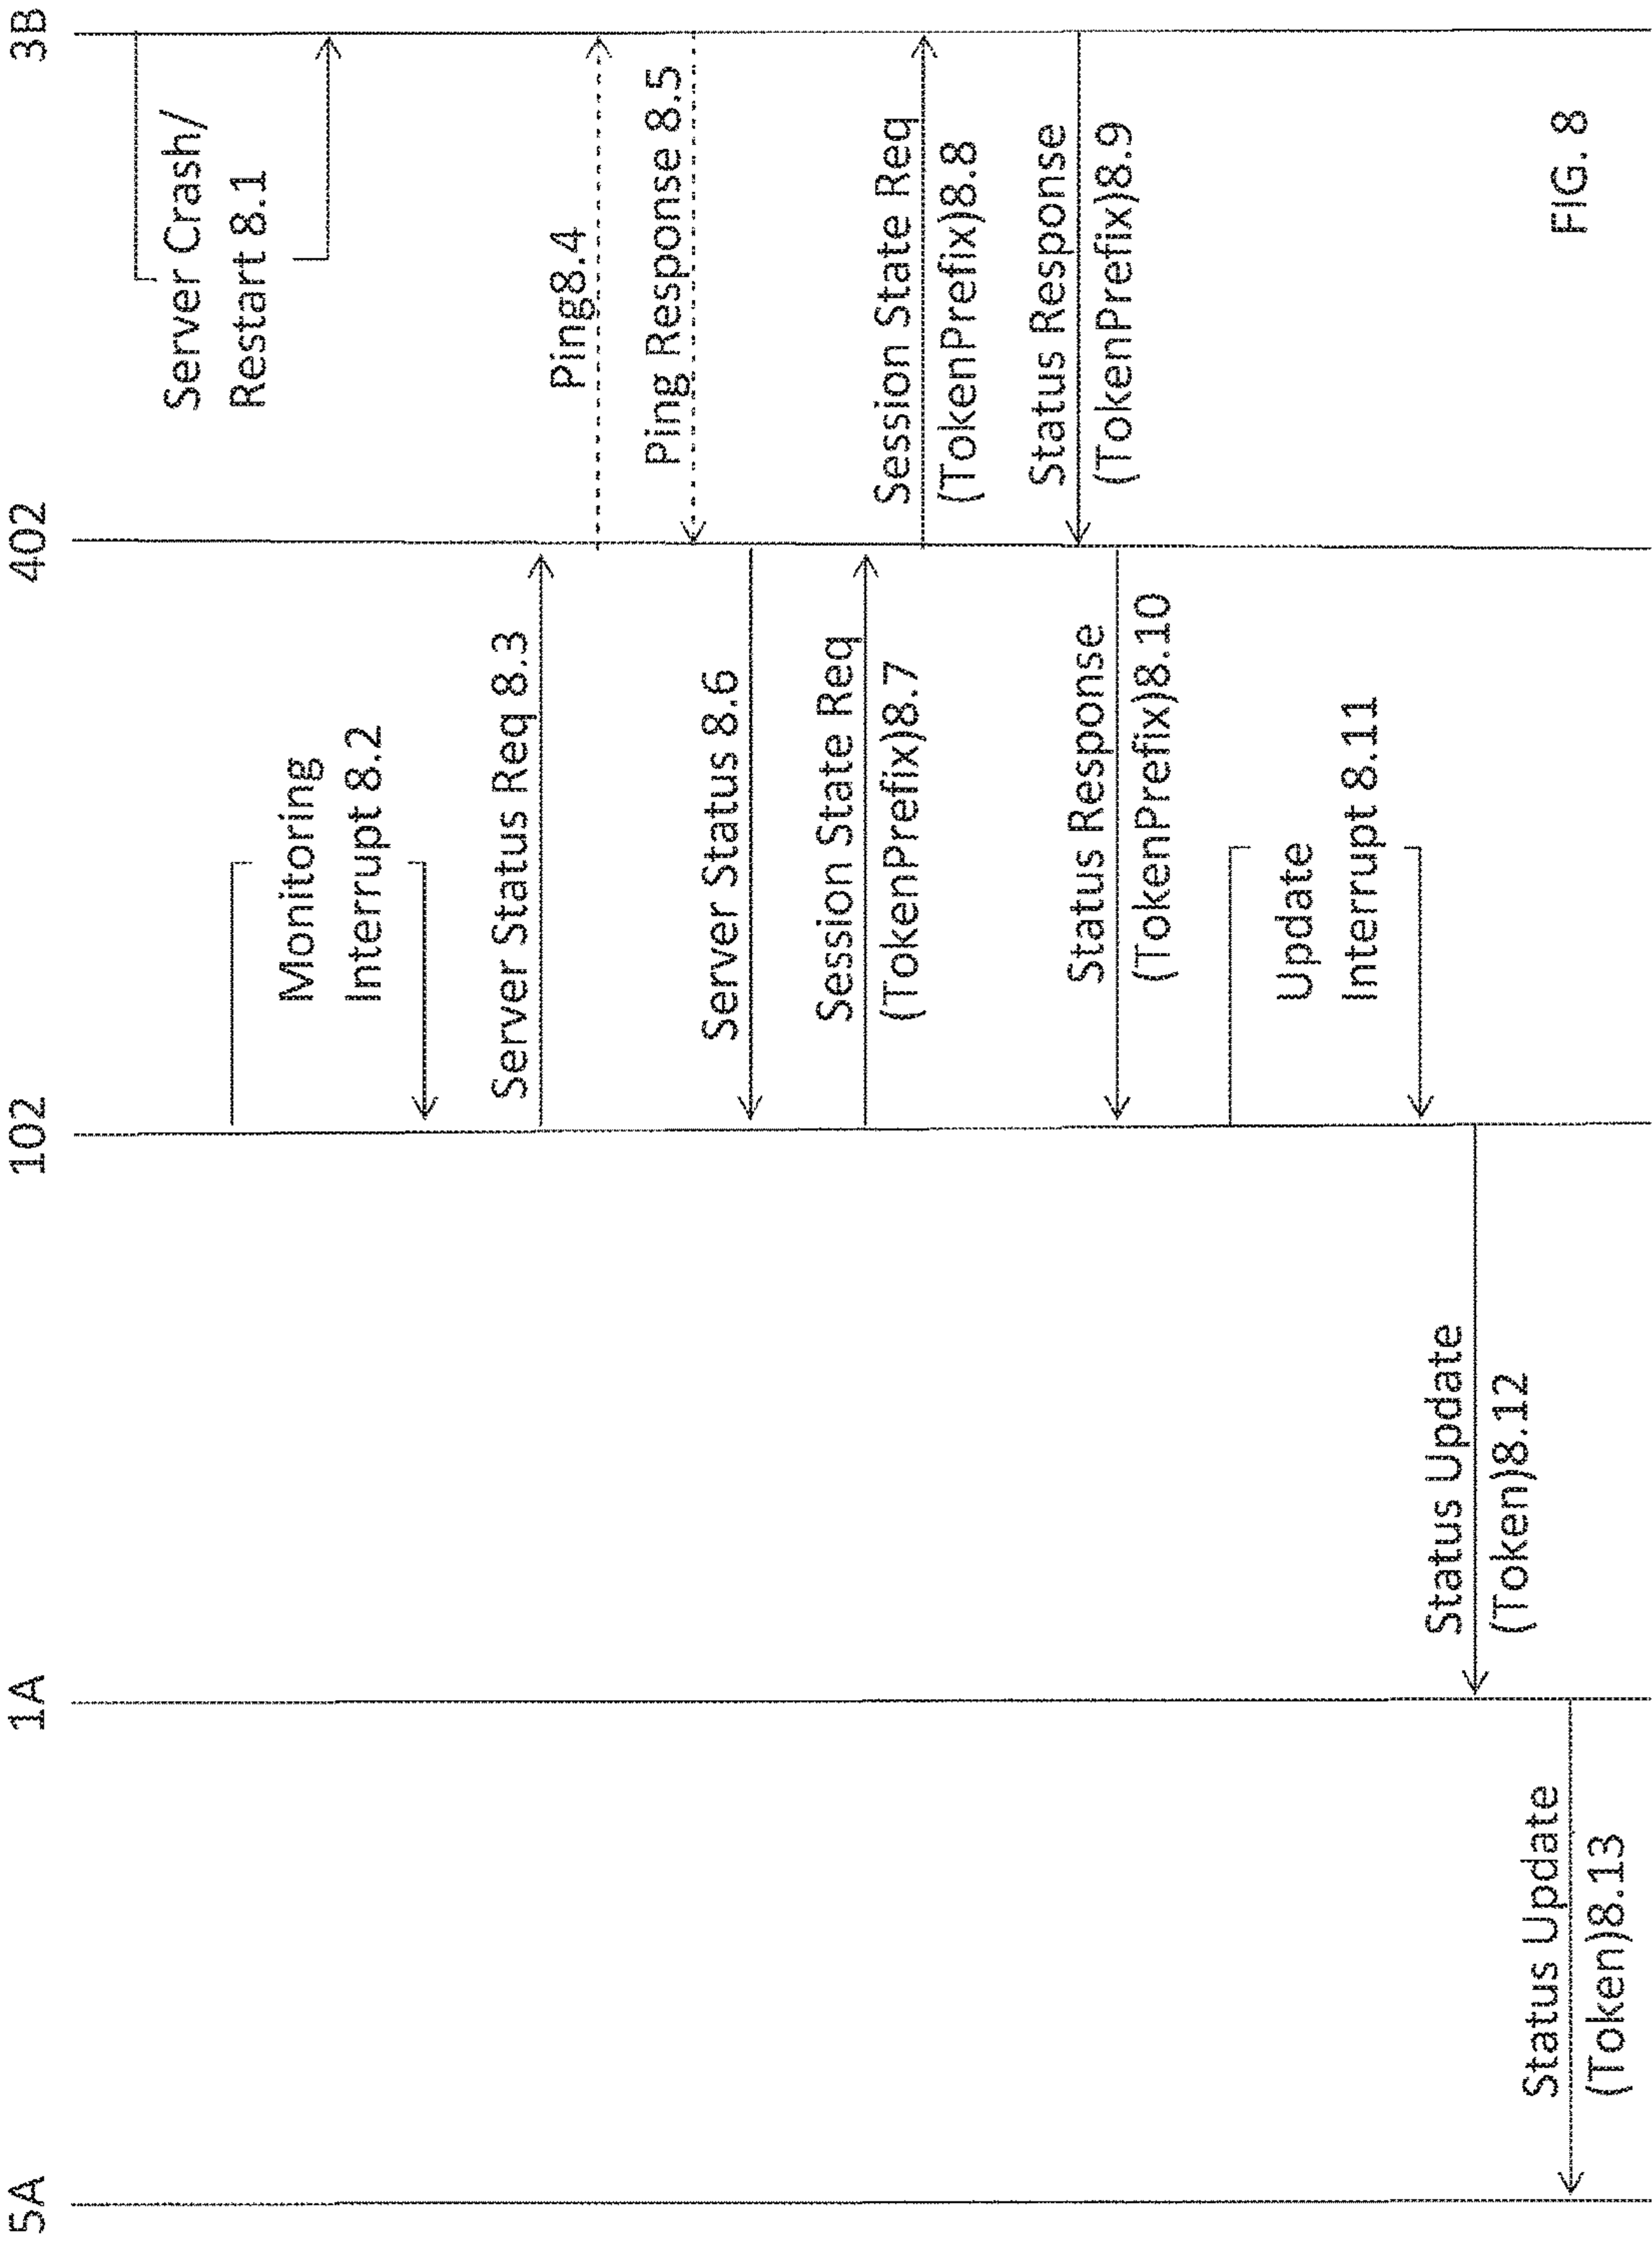 5A
1A
102
402
3B
Server Crash/
Restart 8.1
Monitoring
Interrupt 8.2
Server Status Req 8.3
Ping8.4
Ping Response 8.5
Server Status 8.6
Session State Req
(TokenPrefix)8.7
Session State Req
(TokenPrefix)8.8
Status Response
(TokenPrefix)8.9
Status Response
(TokenPrefix)8.10
Update
Interrupt 8.11
Status Update
(Token)8.12
Status Update
(Token)8.13
FIG. 8